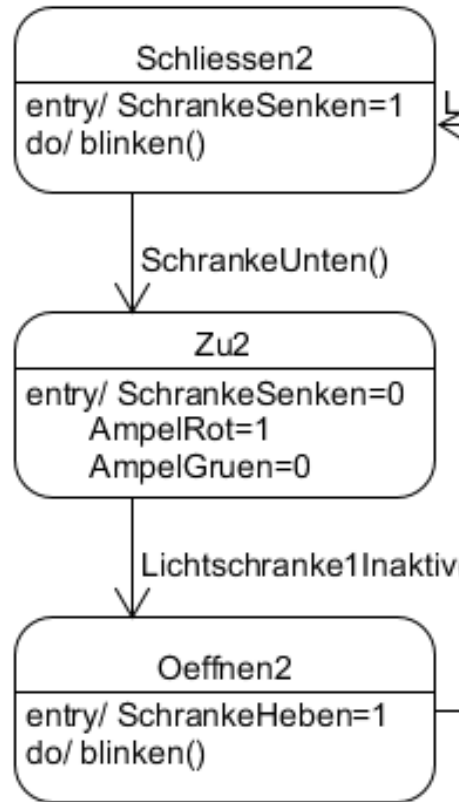 Schliessen2
entry/ SchrankeSenken=1
do/ blinken()
SchrankeUnten()
Zu2
entry/ SchrankeSenken=0
AmpelRot=1
AmpelGruen=0
Oeffnen2
entry/ SchrankeHeben=1
do/ blinken()